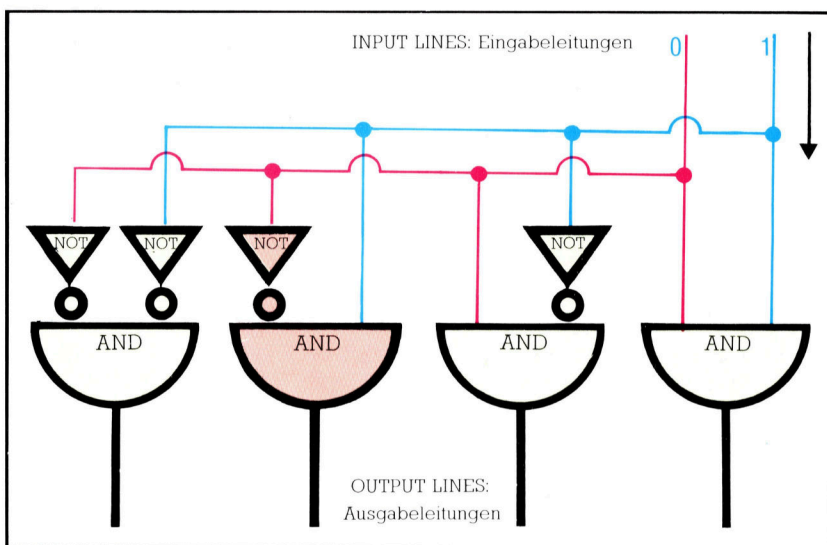 INPUT LINES: Eingabeleitungen 0 1
NOT NOT NOT NOT
AND AND AND AND
OUTPUT LINES:
Ausgabeleitungen